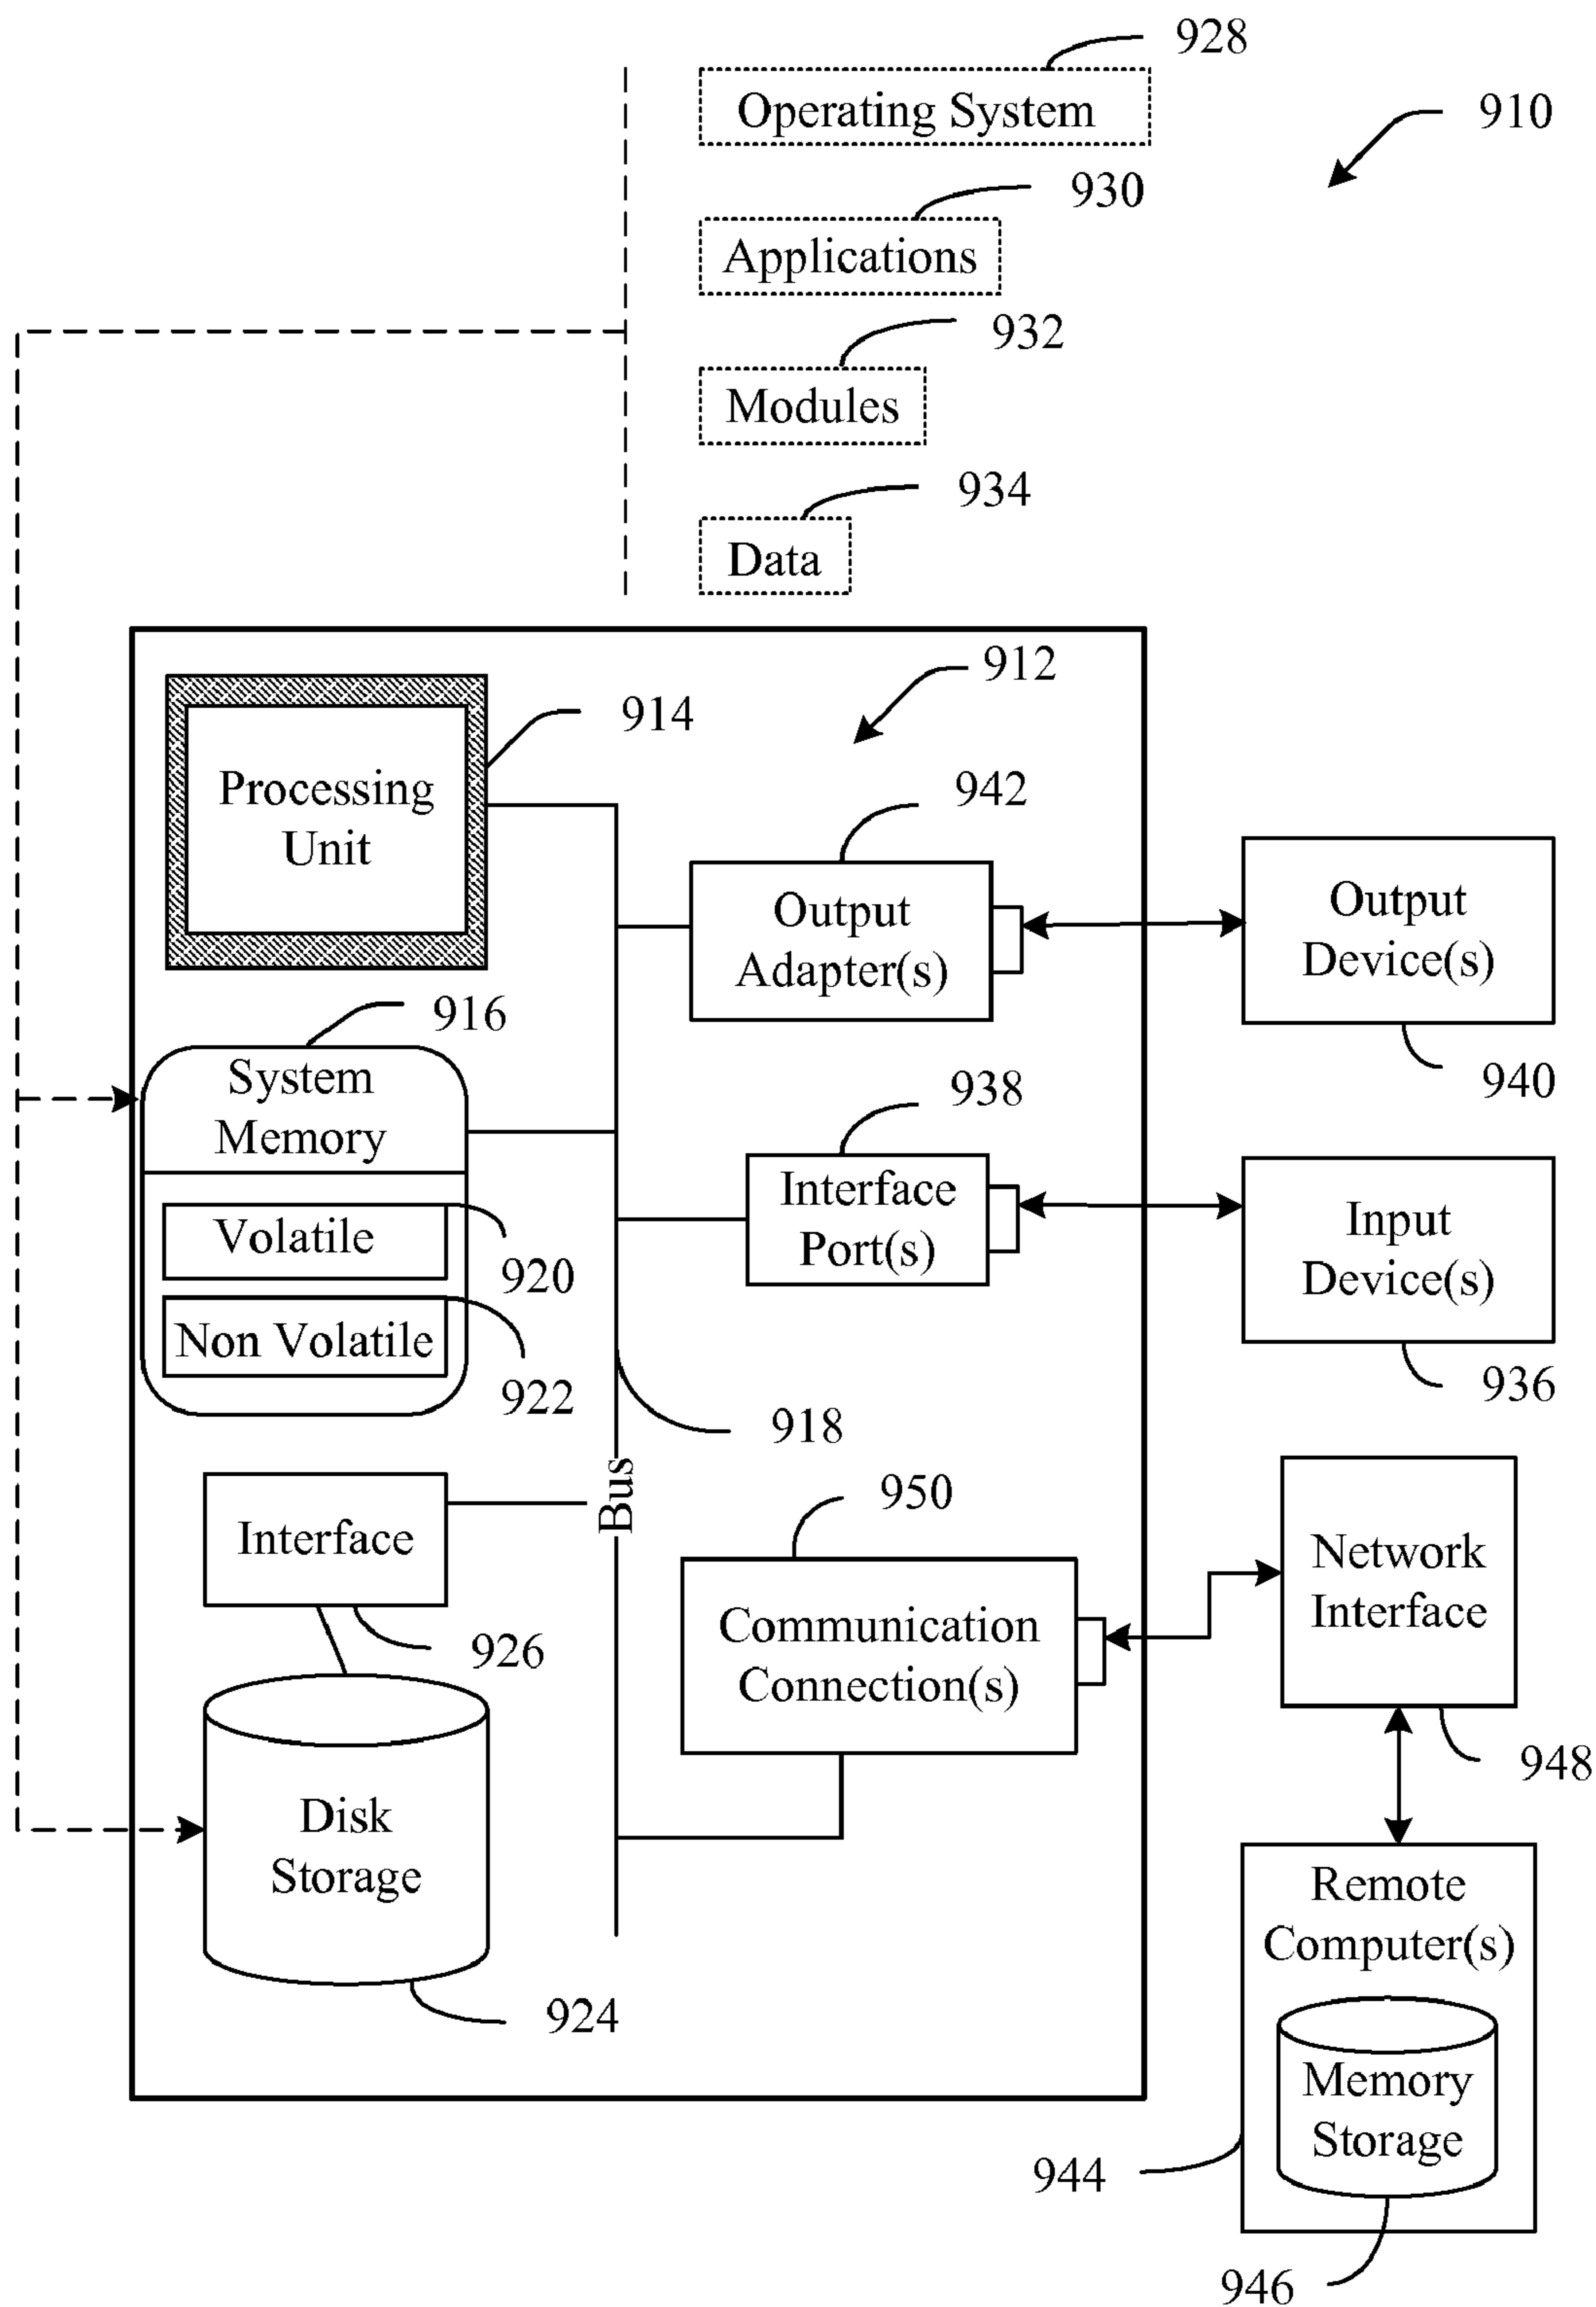 928
Operating System
910
930
Applications
932
Modules
934
Data
912
914
Processing
Unit
942
Output
Adapter(s)
Output
Device(s)
940
916
System
Memory
938
Interface
Port(s)
Input
Device(s)
936
Volatile
920
Non Volatile
922
918
Bus
950
Interface
926
Communication
Connection(s)
Network
Interface
948
Disk
Storage
924
Remote
Computer(s)
Memory
Storage
944
946